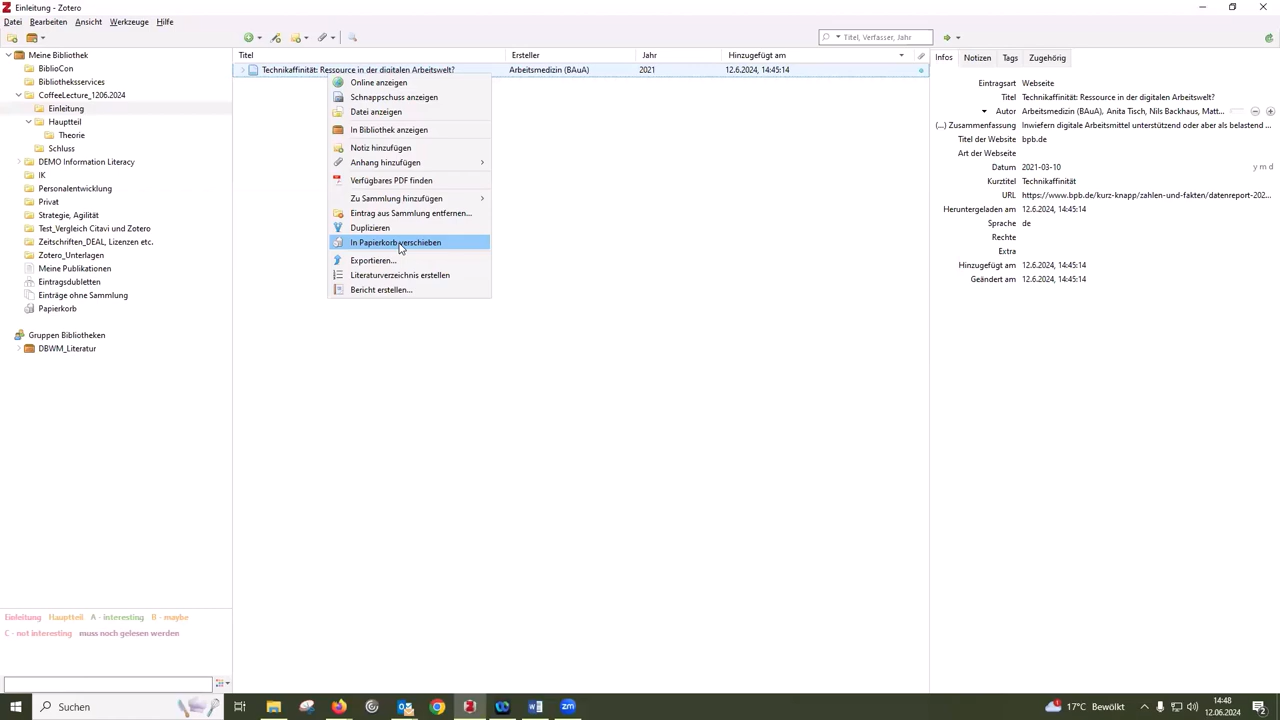 Einleitung - Zotero
Datei Bearbeiten Ansicht Werkzeuge Hilfe
Titel, Verfasser, Jahr
Meine Bibliothek
BiblioCon
Bibliotheksservices
CoffeeLecture_1206.2024
Einleitung
Hauptteil
Theorie
Schluss
DEMO Information Literacy
IK
Personalentwicklung
Privat
Strategie, Agilität
Test_Vergleich Citavi und Zotero
Zeitschriften_DEAL, Lizenzen etc.
Zotero_Unterlagen
Meine Publikationen
Eintragsdubletten
Einträge ohne Sammlung
Papierkorb
Gruppen Bibliotheken
DBWM_Literatur
Einleitung Hauptteil A - interesting B - maybe
C - not interesting muss noch gelesen werden
Titel Ersteller Jahr Hinzugefügt am
Technikaffinität: Ressource in der digitalen Arbeitswelt? Arbeitsmedizin (BAuA) 2021 12.6.2024, 14:45:14
Online anzeigen
Schnappschuss anzeigen
Datei anzeigen
In Bibliothek anzeigen
Notiz hinzufügen
Anhang hinzufügen
Verfügbares PDF finden
Zu Sammlung hinzufügen
Eintrag aus Sammlung entfernen...
Duplizieren
In Papierkorb verschieben
Exportieren...
Literaturverzeichnis erstellen
Bericht erstellen...
Infos Notizen Tags Zugehörig
Eintragsart Webseite
Titel Technikaffinität: Ressource in der digitalen Arbeitswelt?
Autor Arbeitsmedizin (BAuA), Anita Tisch, Nils Backhaus, Matt...
(...) Zusammenfassung Inwiefern digitale Arbeitsmittel unterstützend oder aber als belastend ...
Titel der Website bpb.de
Art der Webseite
Datum 2021-03-10 y m d
Kurztitel Technikaffinität
URL https://www.bpb.de/kurz-knapp/zahlen-und-fakten/datenreport-202...
Heruntergeladen am 12.6.2024, 14:45:14
Sprache de
Rechte
Extra
Hinzugefügt am 12.6.2024, 14:45:14
Geändert am 12.6.2024, 14:45:14
Suchen
zm
17°C Bewölkt
14:48
12.06.2024
2